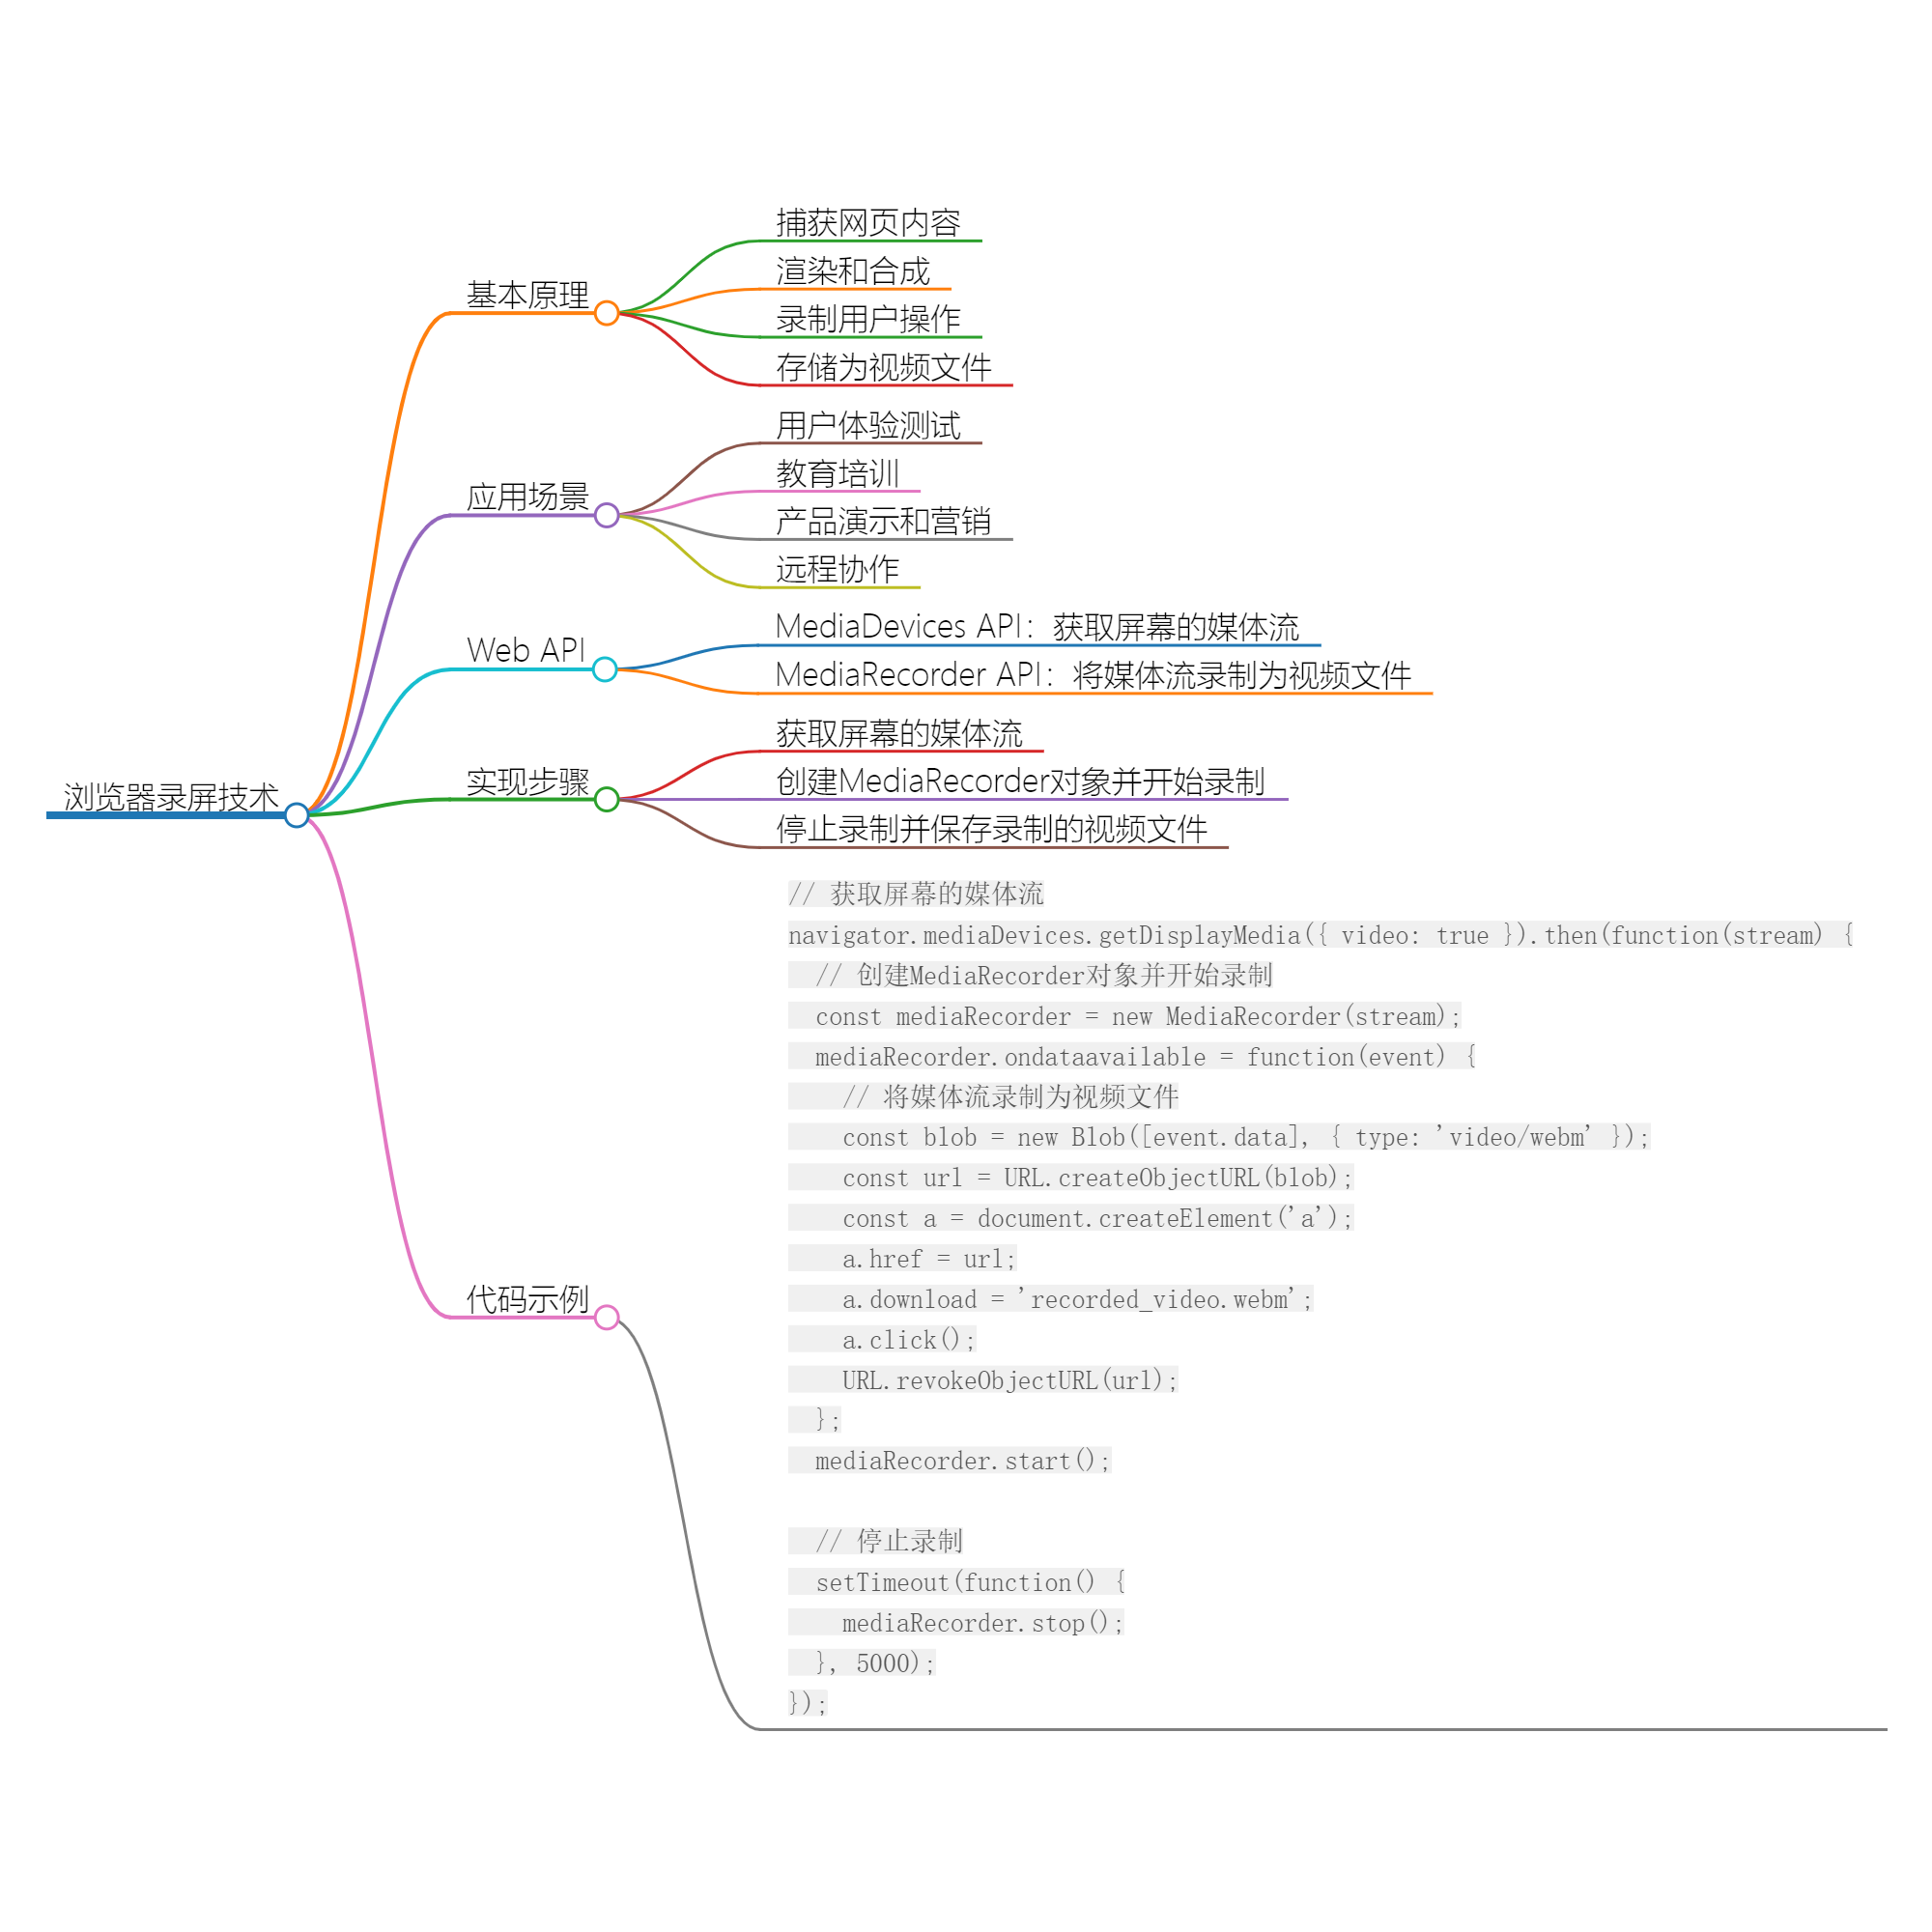 浏览器录屏技术
基本原理
捕获网页内容
渲染和合成
录制用户操作
存储为视频文件
应用场景
用户体验测试
教育培训
产品演示和营销
远程协作
Web API
MediaDevices API：获取屏幕的媒体流
MediaRecorder API：将媒体流录制为视频文件
实现步骤
获取屏幕的媒体流
创建MediaRecorder对象并开始录制
停止录制并保存录制的视频文件
代码示例
// 获取屏幕的媒体流
navigator.mediaDevices.getDisplayMedia({ video: true }).then(function(stream) {
  // 创建MediaRecorder对象并开始录制
  const mediaRecorder = new MediaRecorder(stream);
  mediaRecorder.ondataavailable = function(event) {
    // 将媒体流录制为视频文件
    const blob = new Blob([event.data], { type: 'video/webm' });
    const url = URL.createObjectURL(blob);
    const a = document.createElement('a');
    a.href = url;
    a.download = 'recorded_video.webm';
    a.click();
    URL.revokeObjectURL(url);
  };
  mediaRecorder.start();
  // 停止录制
  setTimeout(function() {
    mediaRecorder.stop();
  }, 5000);
});